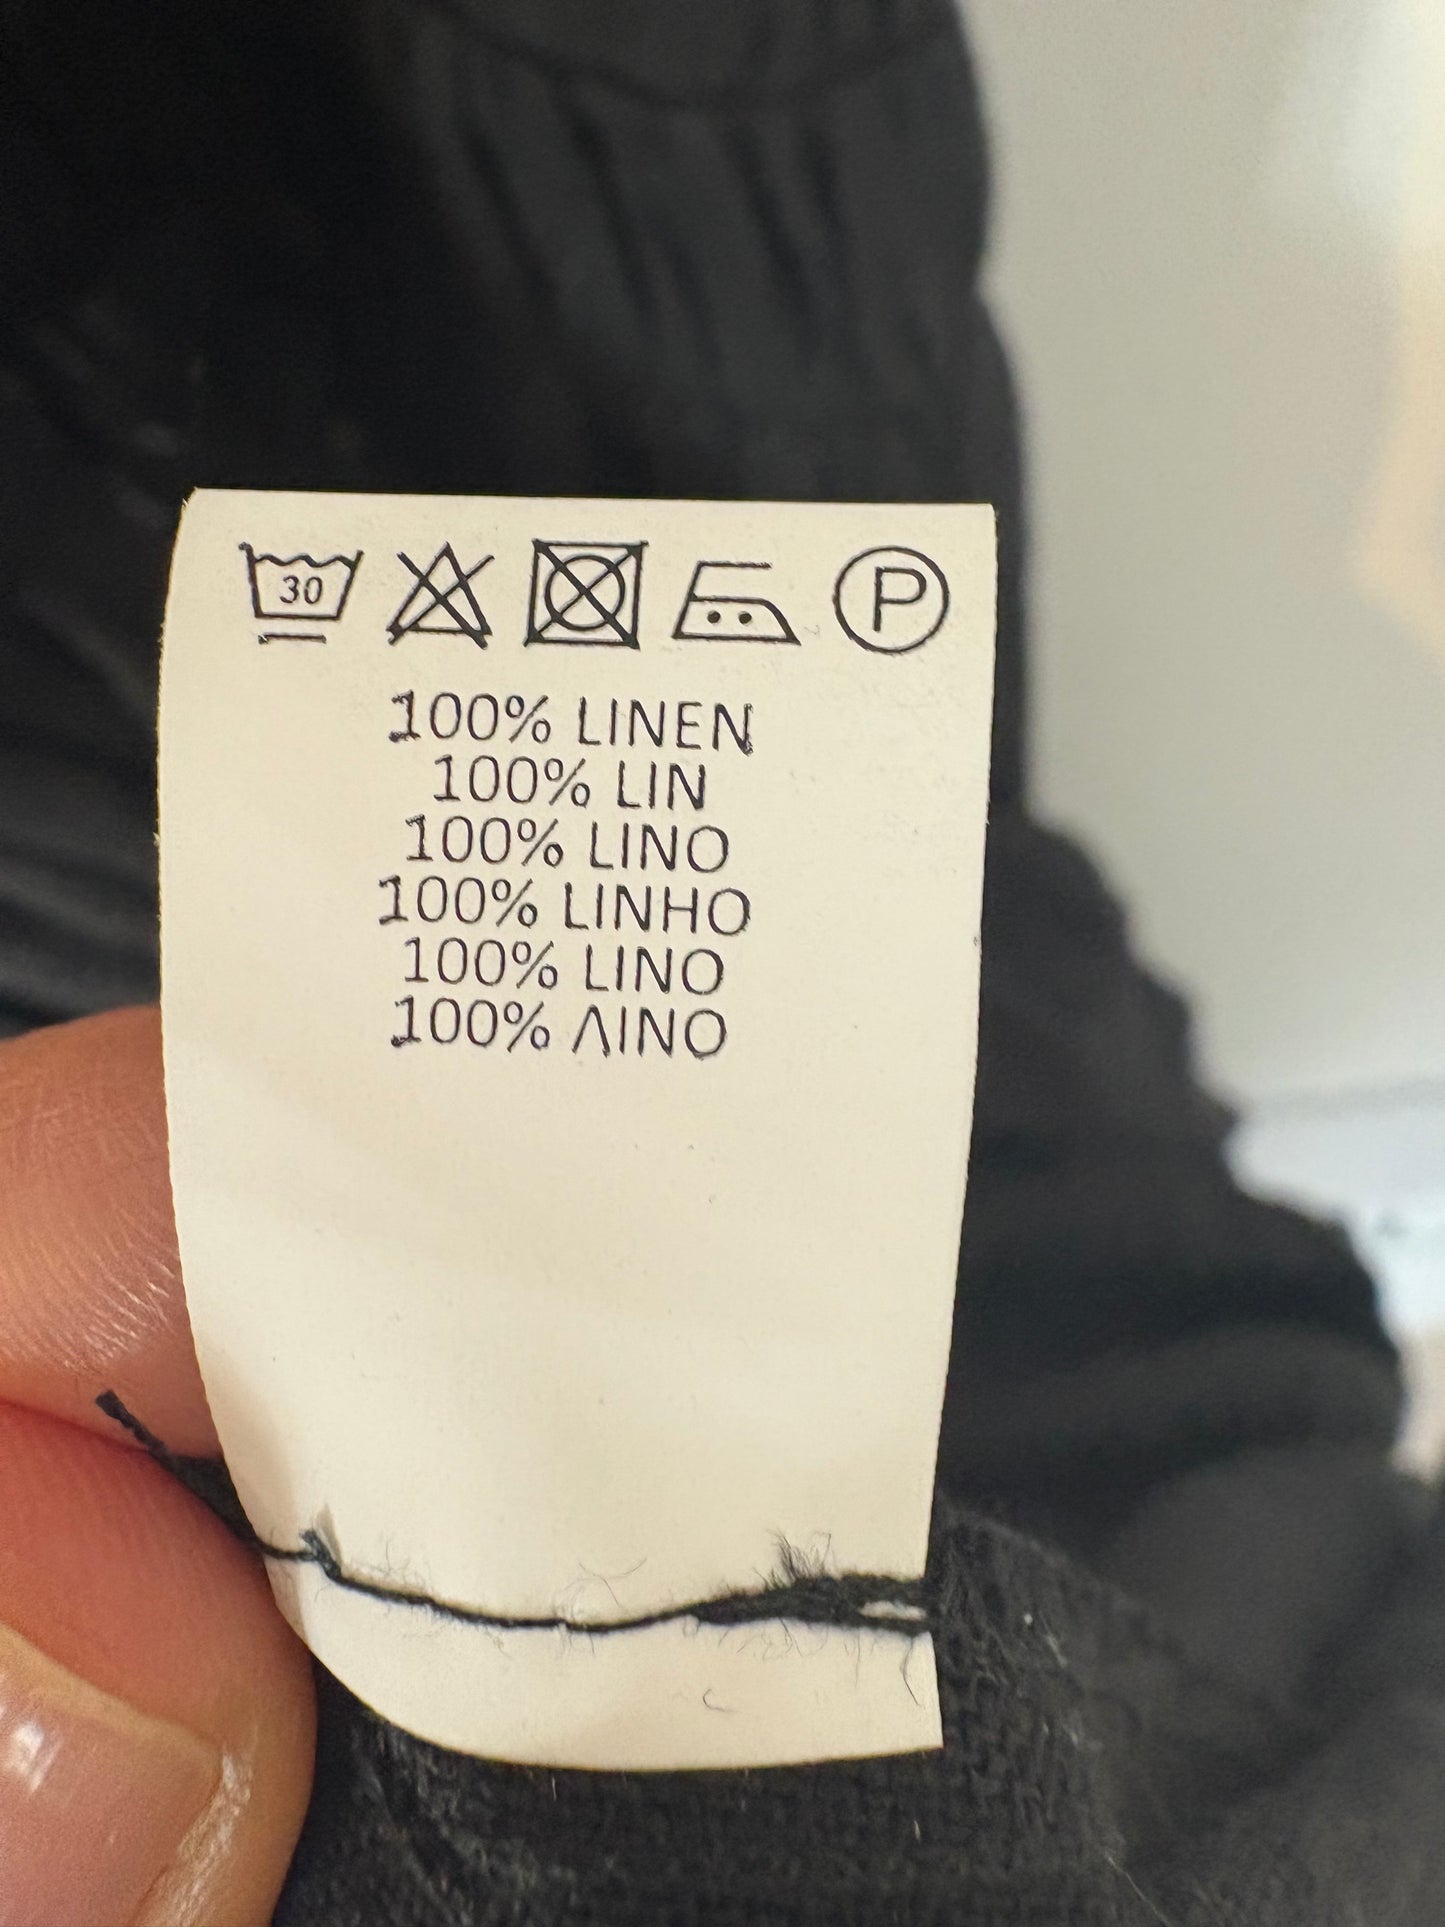 30 P
100% LINEN
100% LIN
100% LINO
100% LINHO
100% LINO
100% ΛΙΝΟ